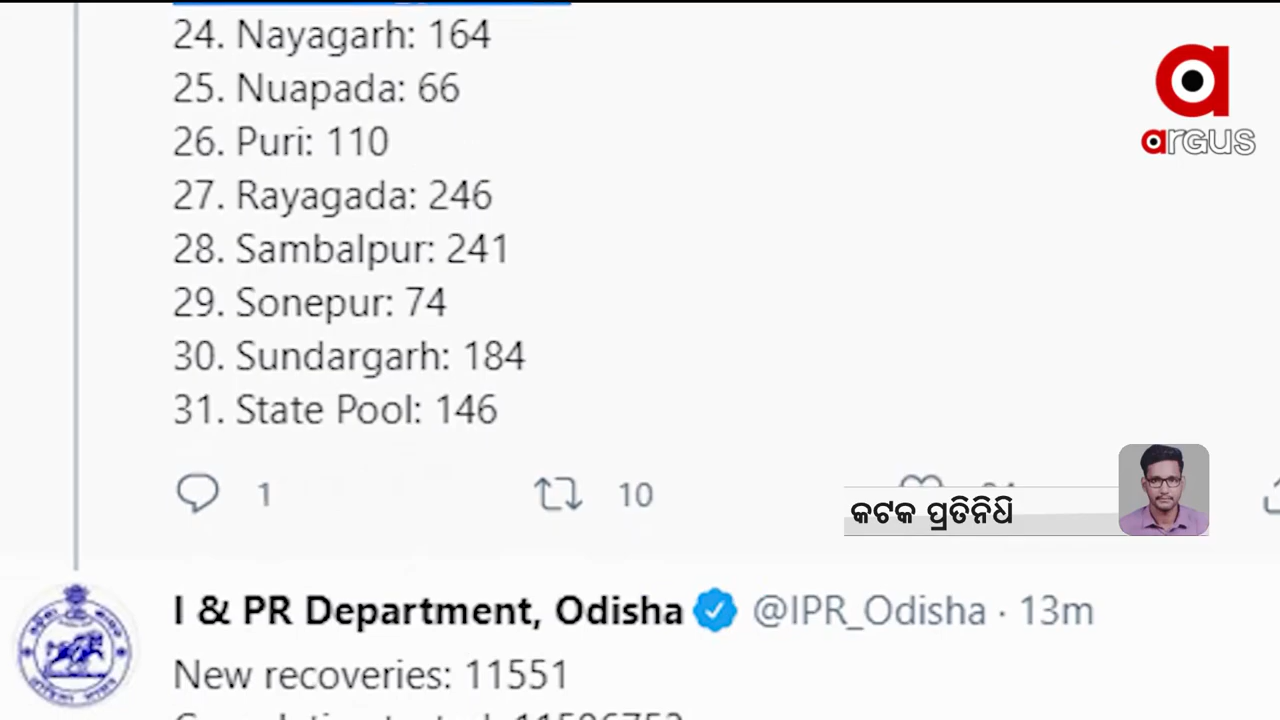 24. Nayagarh: 164
25. Nuapada: 66
26. Puri: 110
27. Rayagada: 246
28. Sambalpur: 241
29. Sonepur: 74
30. Sundargarh: 184
31. State Pool: 146
1 10
argus
କଟକ ପ୍ରତିନିଧି
I & PR Department, Odisha @IPR_Odisha · 13m
New recoveries: 11551